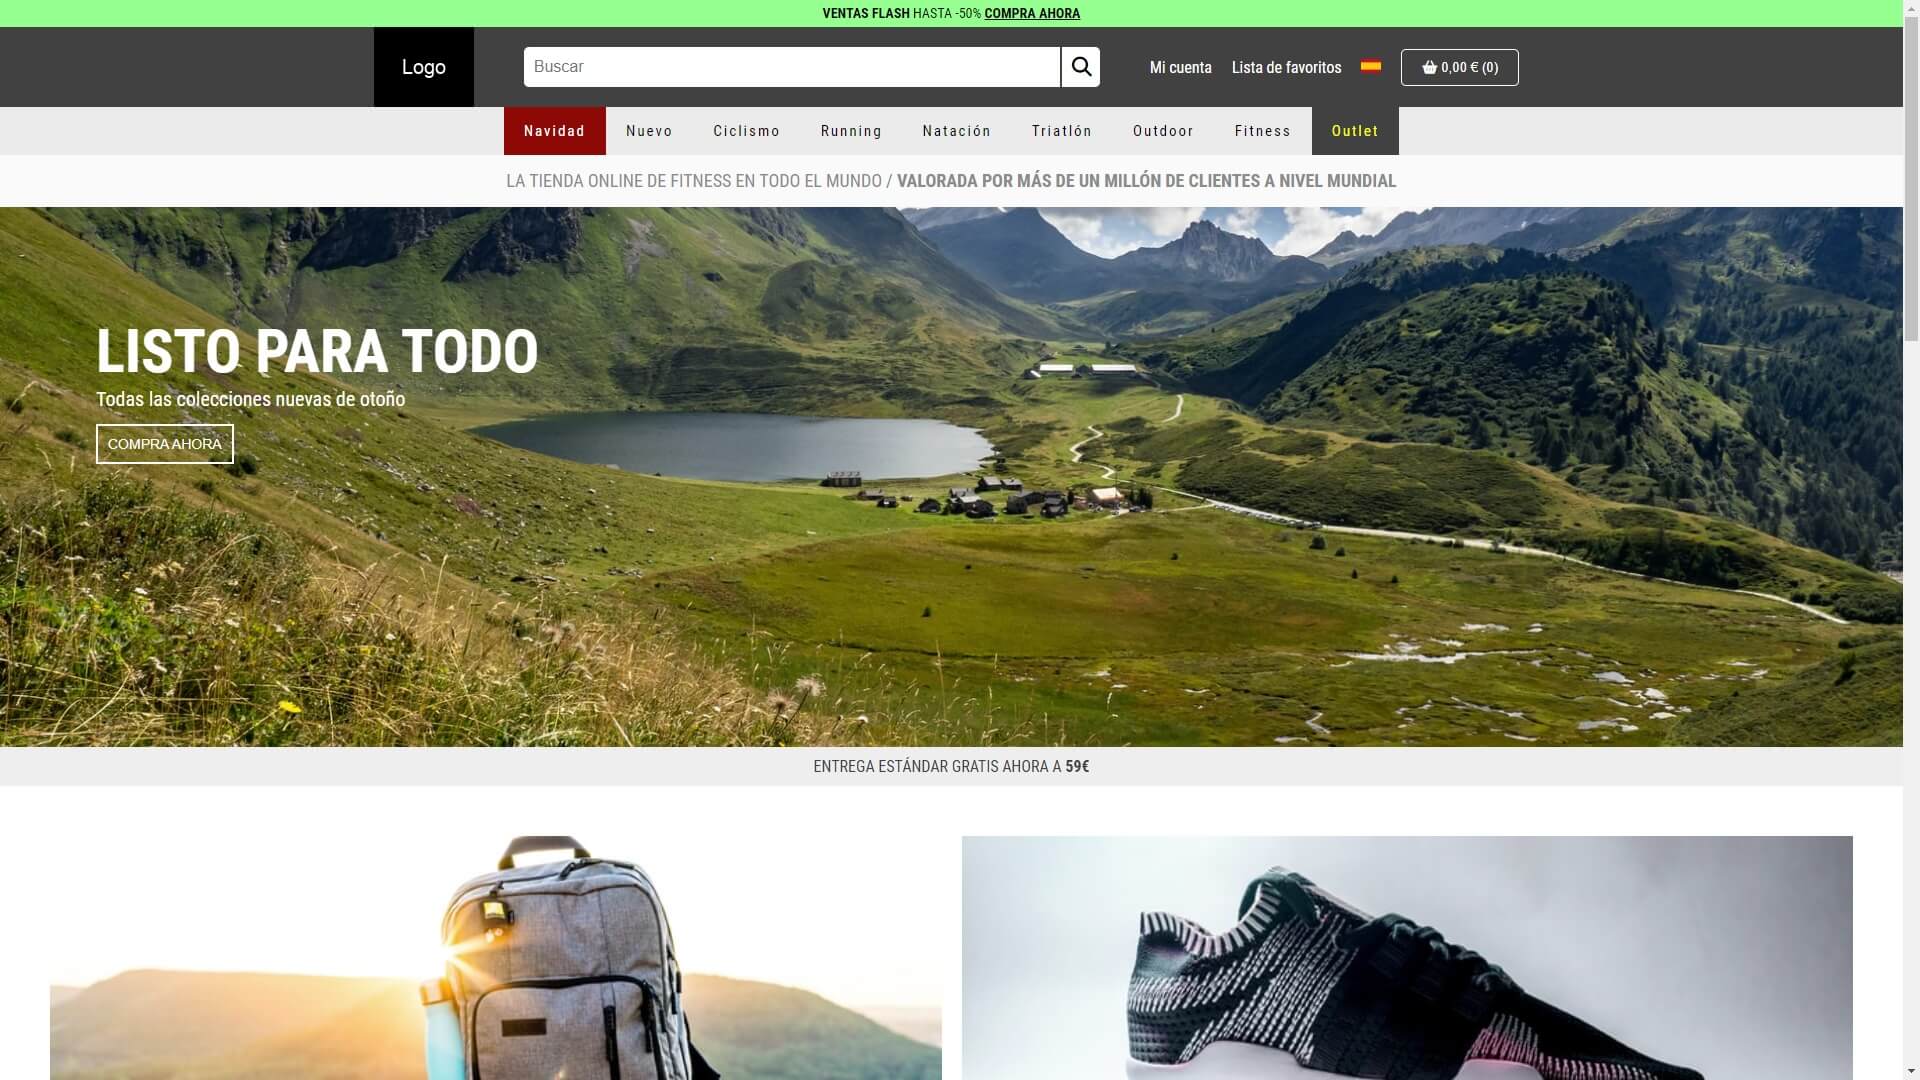 VENTAS FLASH HASTA -50% COMPRA AHORA
Logo
Buscar
Mi cuenta
Lista de favoritos
0,00 € (0)
Navidad
Nuevo
Ciclismo
Running
Natación
Triatlón
Outdoor
Fitness
Outlet
LA TIENDA ONLINE DE FITNESS EN TODO EL MUNDO / VALORADA POR MÁS DE UN MILLÓN DE CLIENTES A NIVEL MUNDIAL
LISTO PARA TODO
Todas las colecciones nuevas de otoño
COMPRA AHORA
ENTREGA ESTÁNDAR GRATIS AHORA A 59€